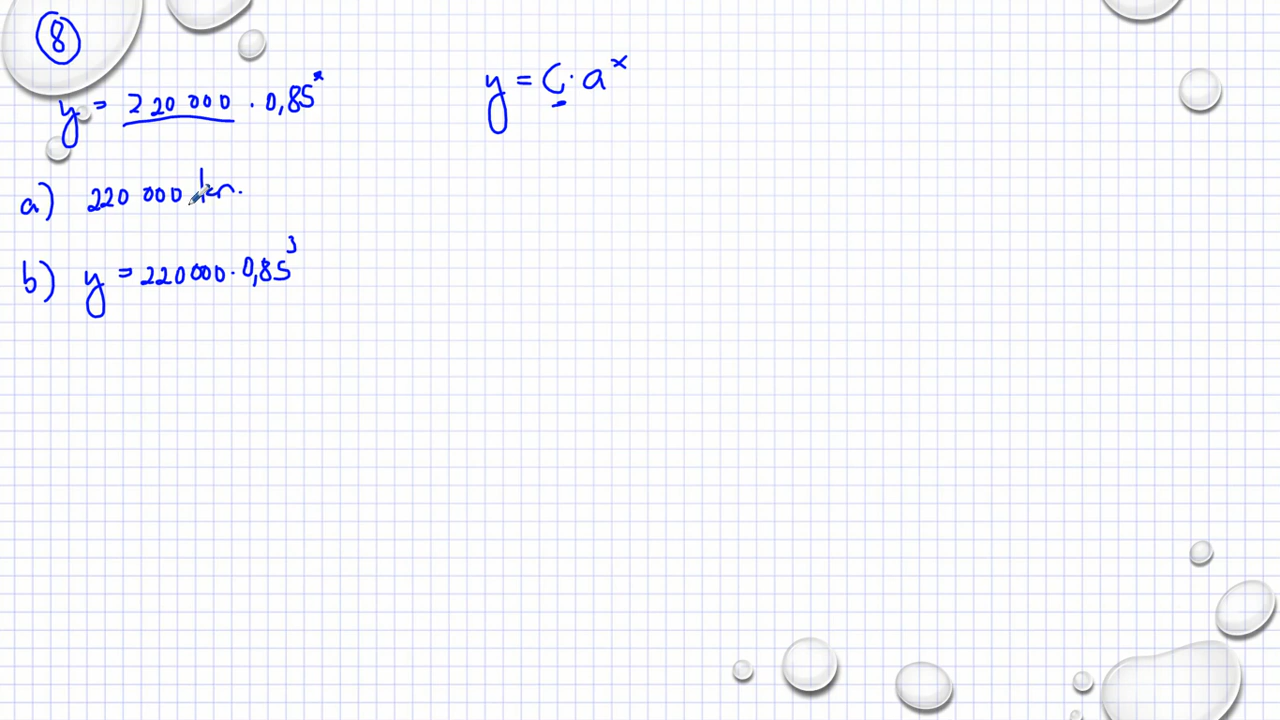 8
y = 220 000 · 0,85^x
y = C · a^x
a) 220 000 kr.
b) y = 220000 · 0,85^3